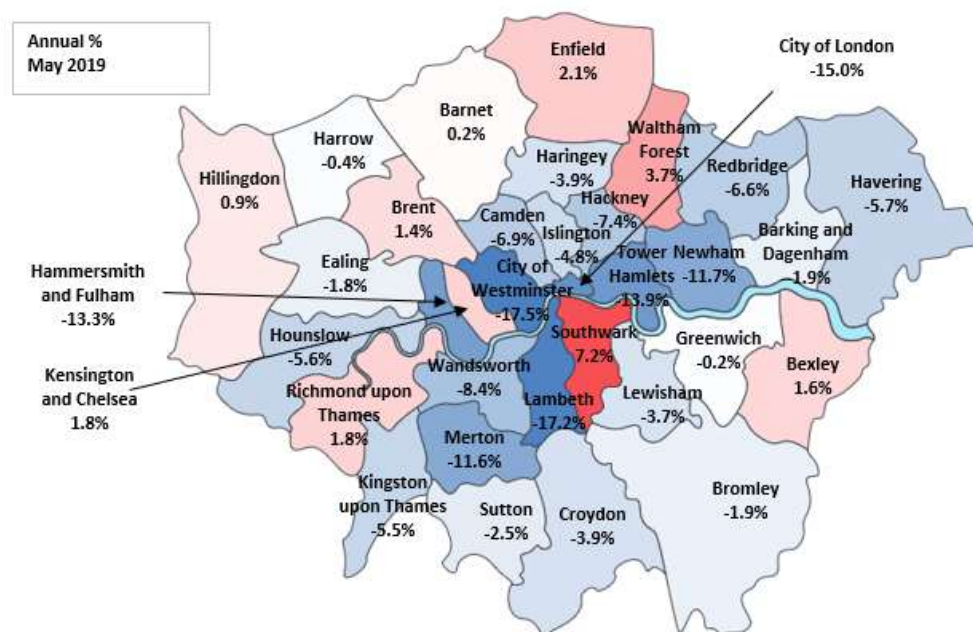 Annual %
May 2019
Enfield
2.1%
City of London
-15.0%
Barnet
0.2%
Harrow
-0.4%
Waltham
Forest
3.7%
Haringey
-3.9%
Redbridge
-6.6%
Havering
-5.7%
Hillingdon
0.9%
Brent
1.4%
Camden
-6.9%
Islington
-4.8%
Hackney
-7.4%
Barking and
Dagenham
-1.9%
Ealing
-1.8%
City of
Westminster
-17.5%
Tower
Hamlets
-13.9%
Newham
-11.7%
Hammersmith
and Fulham
-13.3%
Hounslow
-5.6%
Southwark
7.2%
Greenwich
-0.2%
Bexley
1.6%
Kensington
and Chelsea
1.8%
Richmond upon
Thames
1.8%
Wandsworth
-8.4%
Lambeth
-17.2%
Lewisham
-3.7%
Merton
-11.6%
Kingston
upon Thames
-5.5%
Sutton
-2.5%
Croydon
-3.9%
Bromley
-1.9%